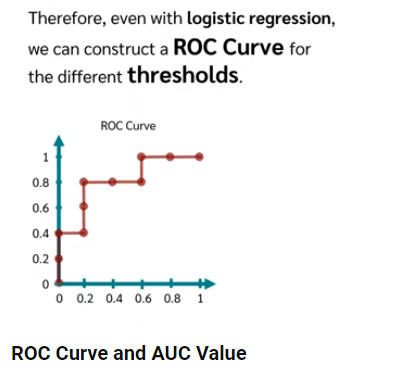 Therefore, even with logistic regression,
we can construct a ROC Curve for
the different thresholds.
ROC Curve
1
0.8
0.6
0.4
0.2
0
0 0.2 0.4 0.6 0.8 1
ROC Curve and AUC Value